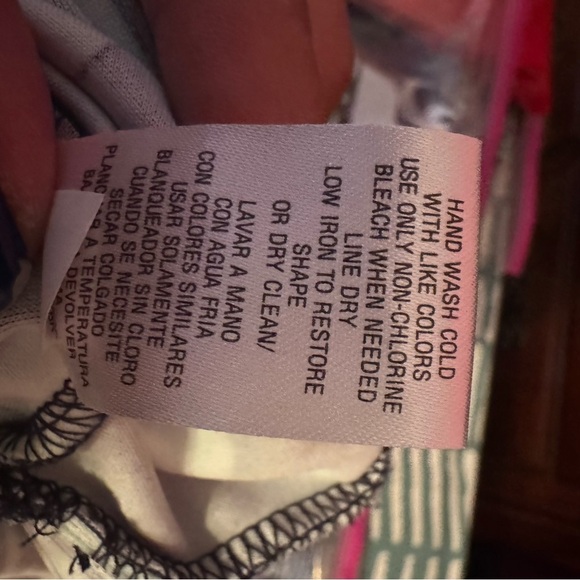 HAND WASH COLD
WITH LIKE COLORS
USE ONLY NON-CHLORINE
BLEACH WHEN NEEDED
LINE DRY
LOW IRON TO RESTORE
SHAPE
OR DRY CLEAN/
LAVAR A MANO
CON AGUA FRIA
CON COLORES SIMILARES
USAR SOLAMENTE
BLANQUEADOR SIN CLORO
CUANDO SE NECESITE
SECAR COLGADO
A TEMPERATURA
DEVOLVER